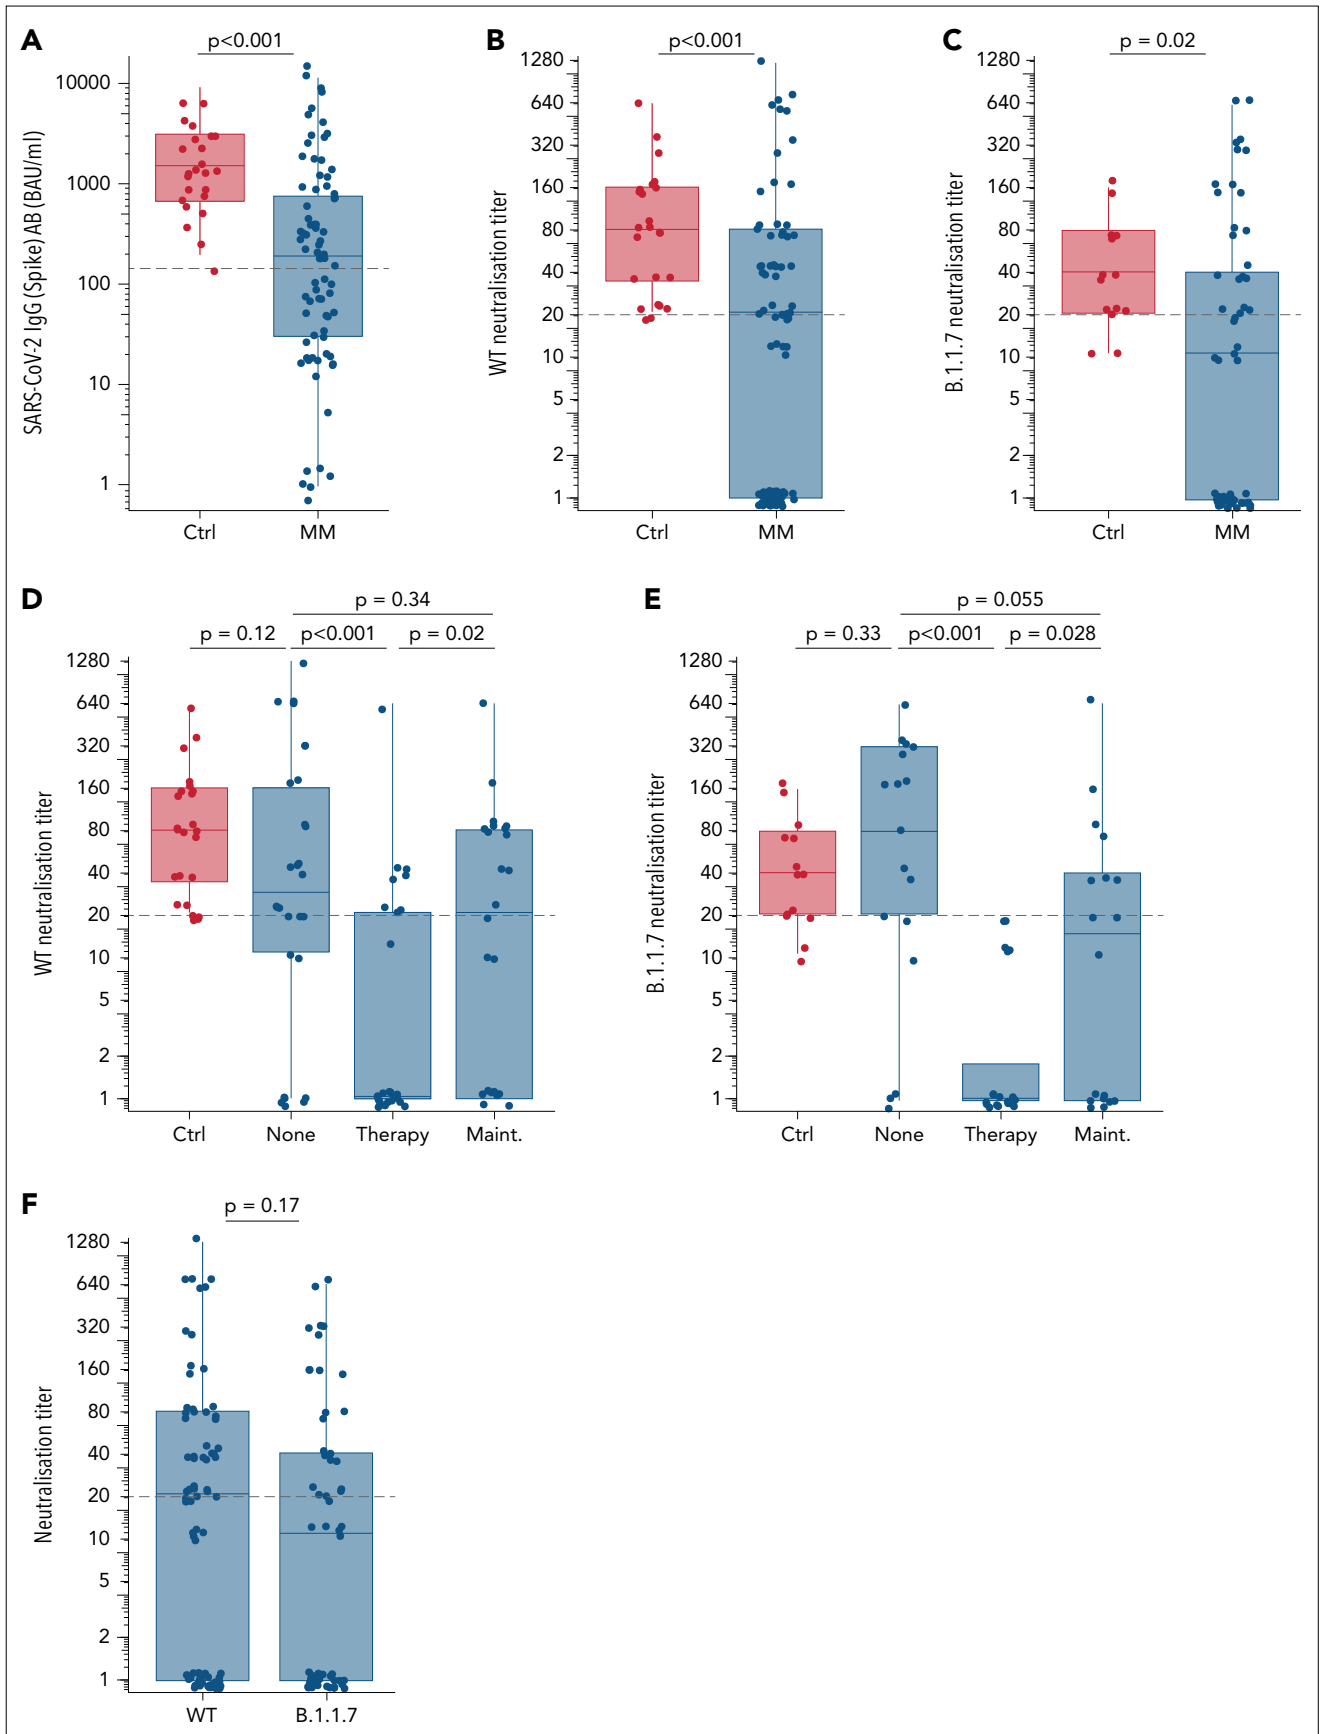 A
p<0.001
SARS-CoV-2 IgG (Spike) AB (BAU/ml)
10000
1000
100
10
1
Ctrl
MM
B
p<0.001
WT neutralisation titer
1280
640
320
160
80
40
20
10
5
2
1
Ctrl
MM
C
p = 0.02
B.1.1.7 neutralisation titer
1280
640
320
160
80
40
20
10
5
2
1
Ctrl
MM
D
p = 0.34
p = 0.12
p<0.001
p = 0.02
WT neutralisation titer
1280
640
320
160
80
40
20
10
5
2
1
Ctrl
None
Therapy
Maint.
E
p = 0.055
p = 0.33
p<0.001
p = 0.028
B.1.1.7 neutralisation titer
1280
640
320
160
80
40
20
10
5
2
1
Ctrl
None
Therapy
Maint.
F
p = 0.17
Neutralisation titer
1280
640
320
160
80
40
20
10
5
2
1
WT
B.1.1.7